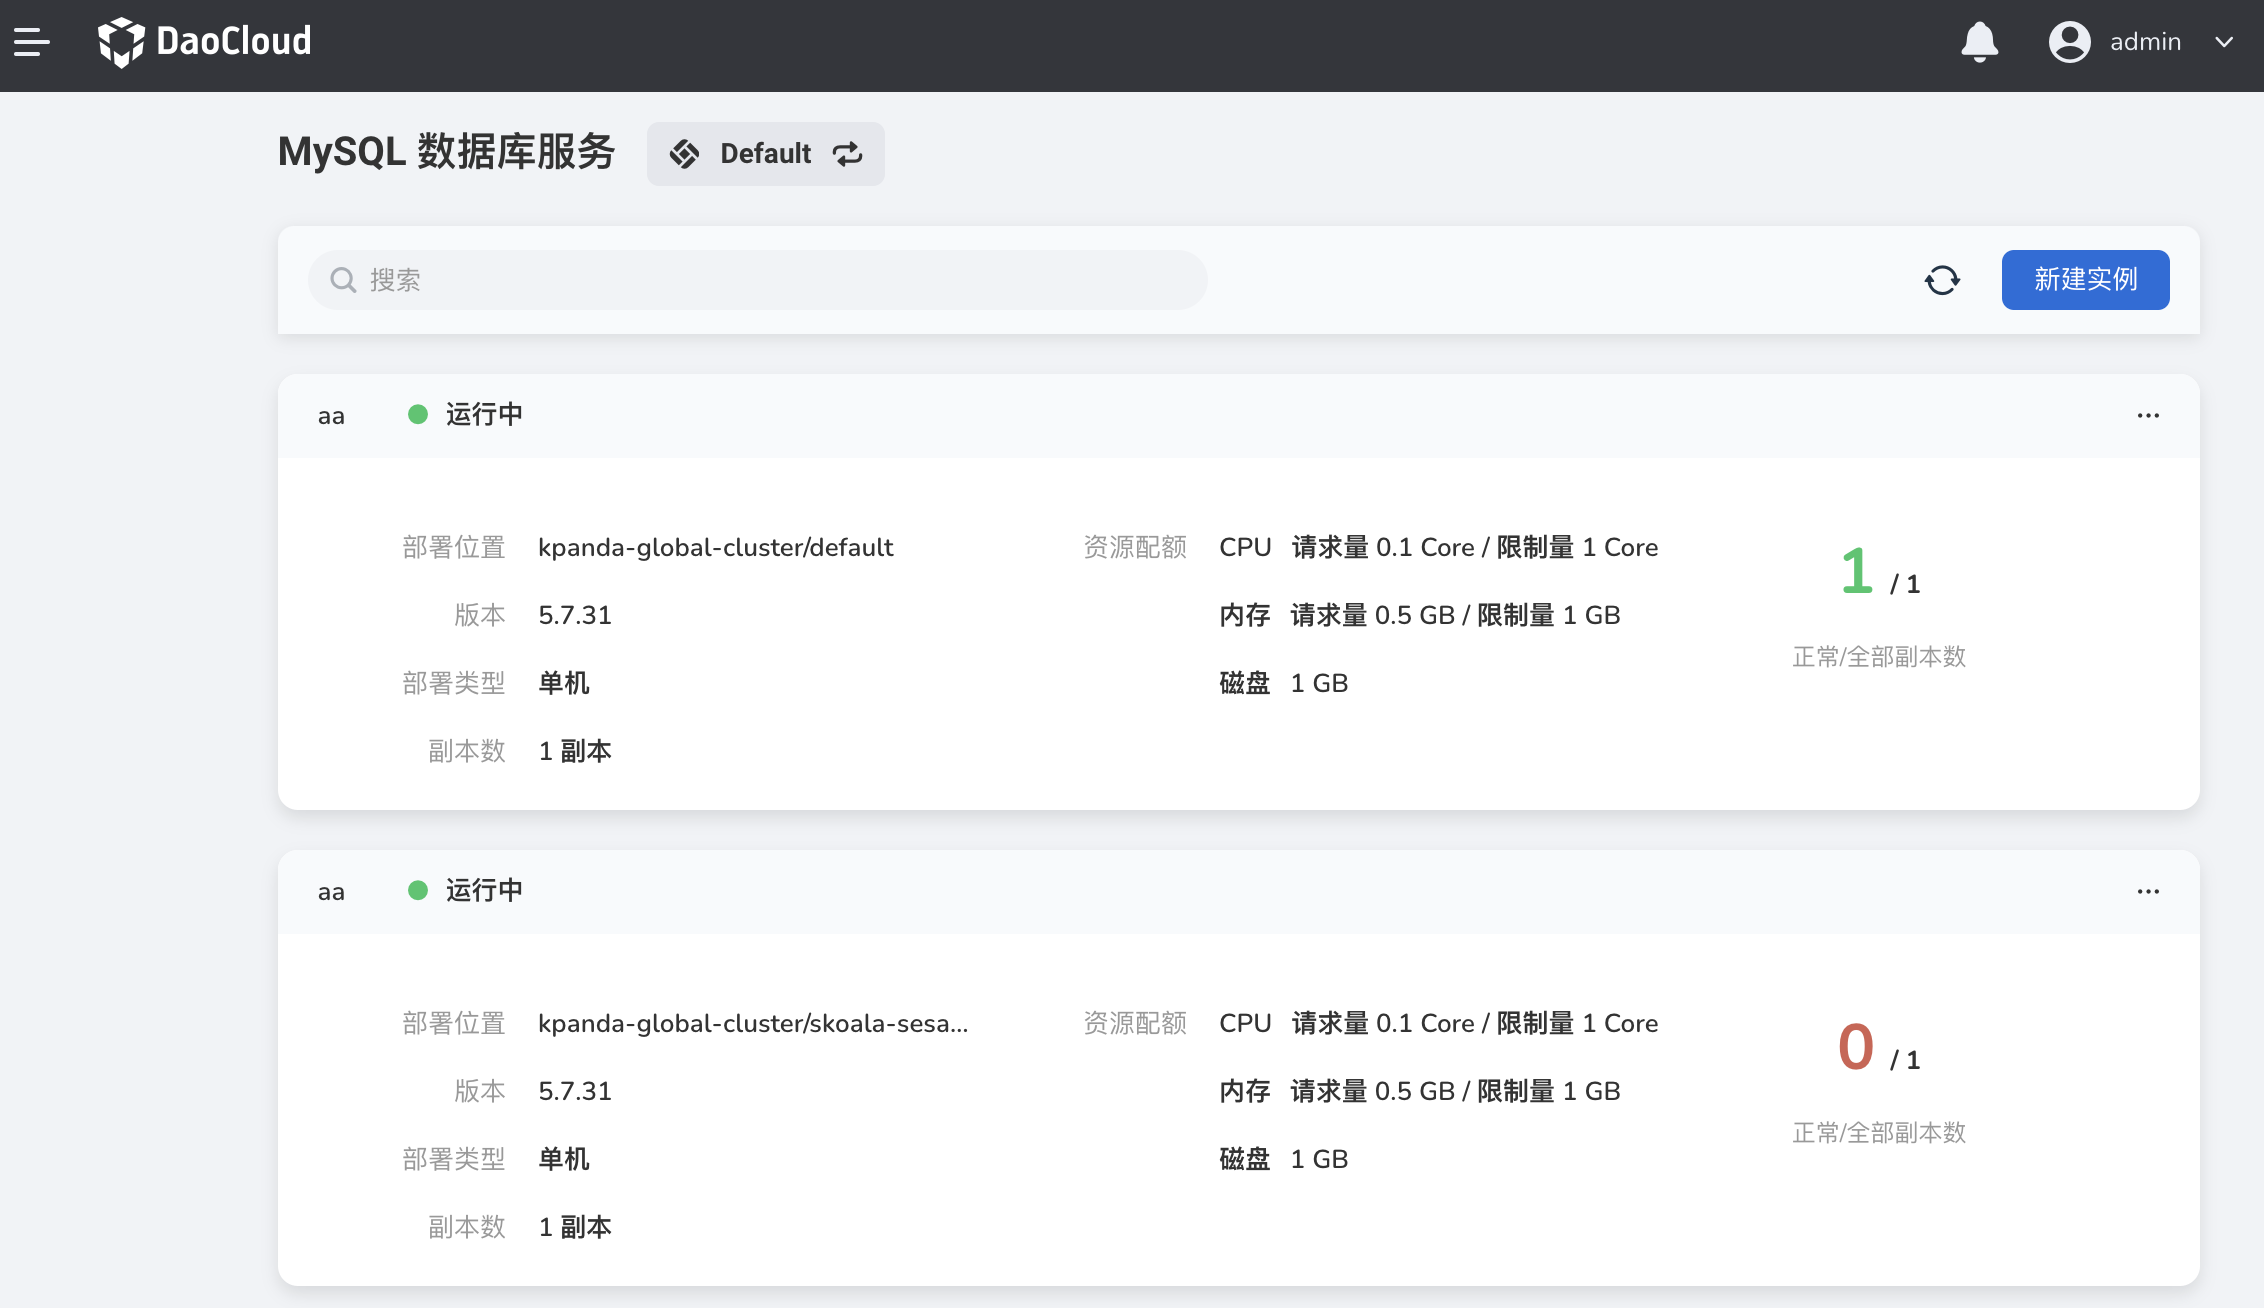 DaoCloud
admin
MySQL 数据库服务
Default
搜索
新建实例
aa 运行中
部署位置 kpanda-global-cluster/default
资源配额 CPU 请求量 0.1 Core / 限制量 1 Core
1 / 1
版本 5.7.31
内存 请求量 0.5 GB / 限制量 1 GB
正常/全部副本数
部署类型 单机
磁盘 1 GB
副本数 1 副本
aa 运行中
部署位置 kpanda-global-cluster/skoala-sesa...
资源配额 CPU 请求量 0.1 Core / 限制量 1 Core
0 / 1
版本 5.7.31
内存 请求量 0.5 GB / 限制量 1 GB
正常/全部副本数
部署类型 单机
磁盘 1 GB
副本数 1 副本